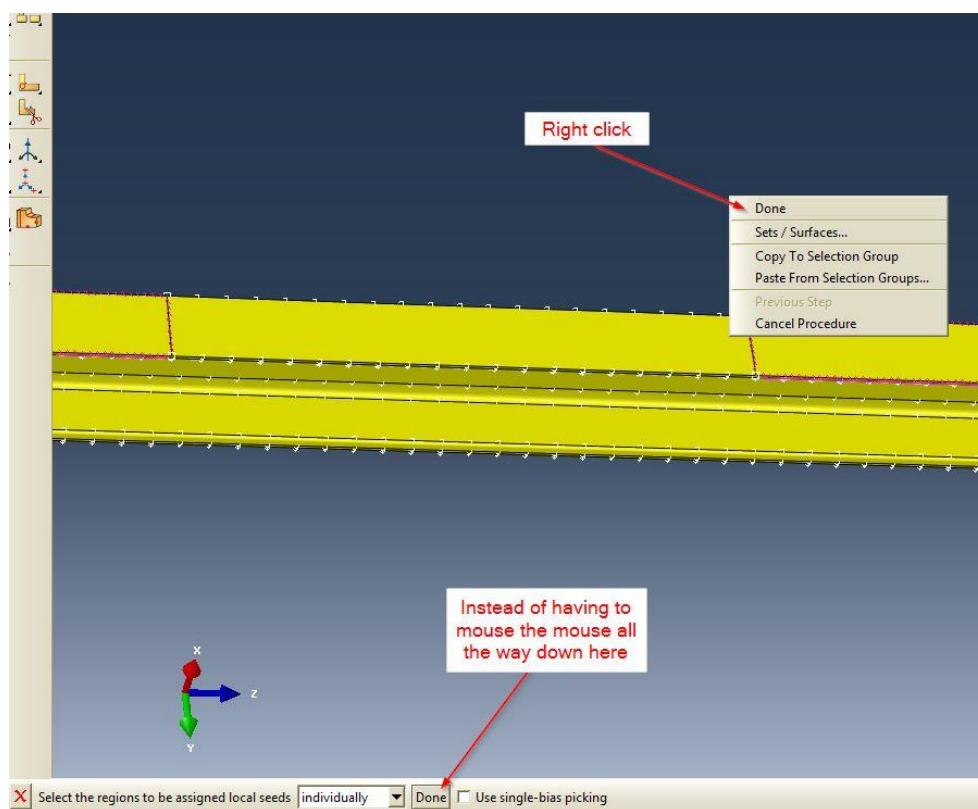 Right click
Done
Sets / Surfaces...
Copy To Selection Group
Paste From Selection Groups...
Previous Step
Cancel Procedure
Instead of having to
mouse the mouse all
the way down here
X
Z
Y
X Select the regions to be assigned local seeds individually Done Use single-bias picking